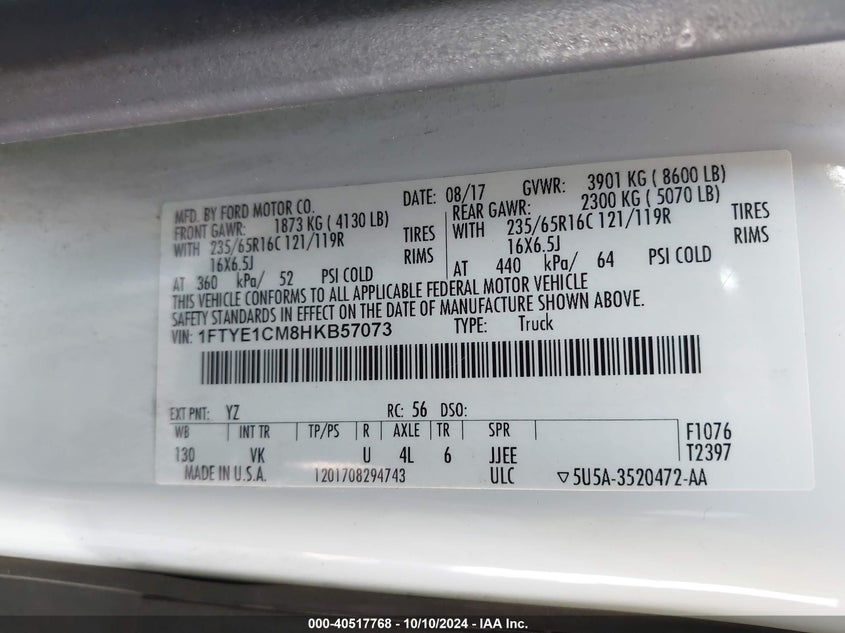 MFD. BY FORD MOTOR CO. DATE: 08/17 GVWR: 3901 KG ( 8600 LB)
FRONT GAWR: 1873 KG ( 4130 LB) REAR GAWR: 2300 KG ( 5070 LB)
WITH 235/65R16C 121/119R TIRES WITH 235/65R16C 121/119R TIRES
16X6.5J RIMS 16X6.5J RIMS
AT 360 kPa/ 52 PSI COLD AT 440 kPa/ 64 PSI COLD
THIS VEHICLE CONFORMS TO ALL APPLICABLE FEDERAL MOTOR VEHICLE
SAFETY STANDARDS IN EFFECT ON THE DATE OF MANUFACTURE SHOWN ABOVE.
VIN: 1FTYE1CM8HKB57073 TYPE: Truck
EXT PNT: YZ RC: 56 DSO:
WB INT TR TP/PS R AXLE TR SPR F1076
130 VK U 4L 6 JJEE T2397
MADE IN U.S.A. 1201708294743 ULC ▽5U5A-3520472-AA
000-40517768 - 10/10/2024 - IAA Inc.